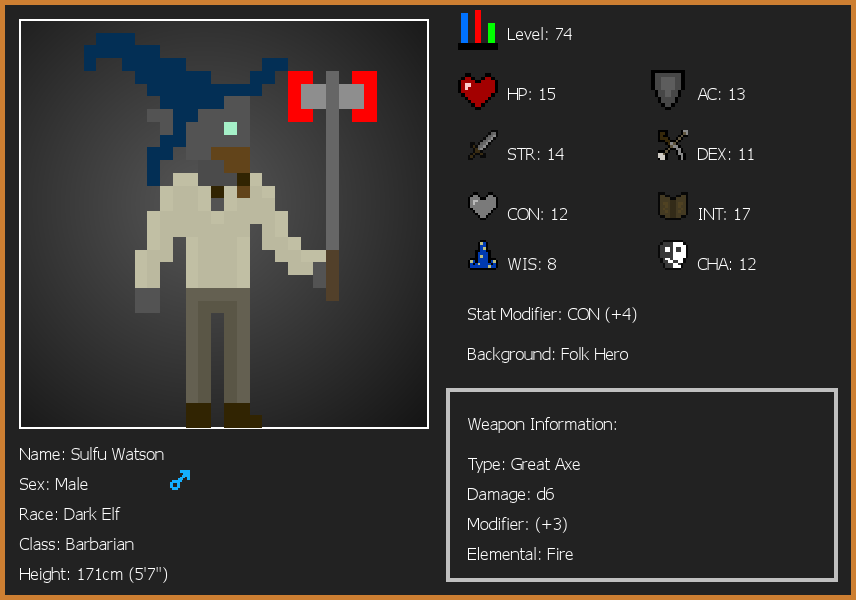 Level: 74
HP: 15
AC: 13
STR: 14
DEX: 11
CON: 12
INT: 17
WIS: 8
CHA: 12
Stat Modifier: CON (+4)
Background: Folk Hero
Weapon Information:
Type: Great Axe
Damage: d6
Modifier: (+3)
Elemental: Fire
Name: Sulfu Watson
Sex: Male
Race: Dark Elf
Class: Barbarian
Height: 171cm (5'7")